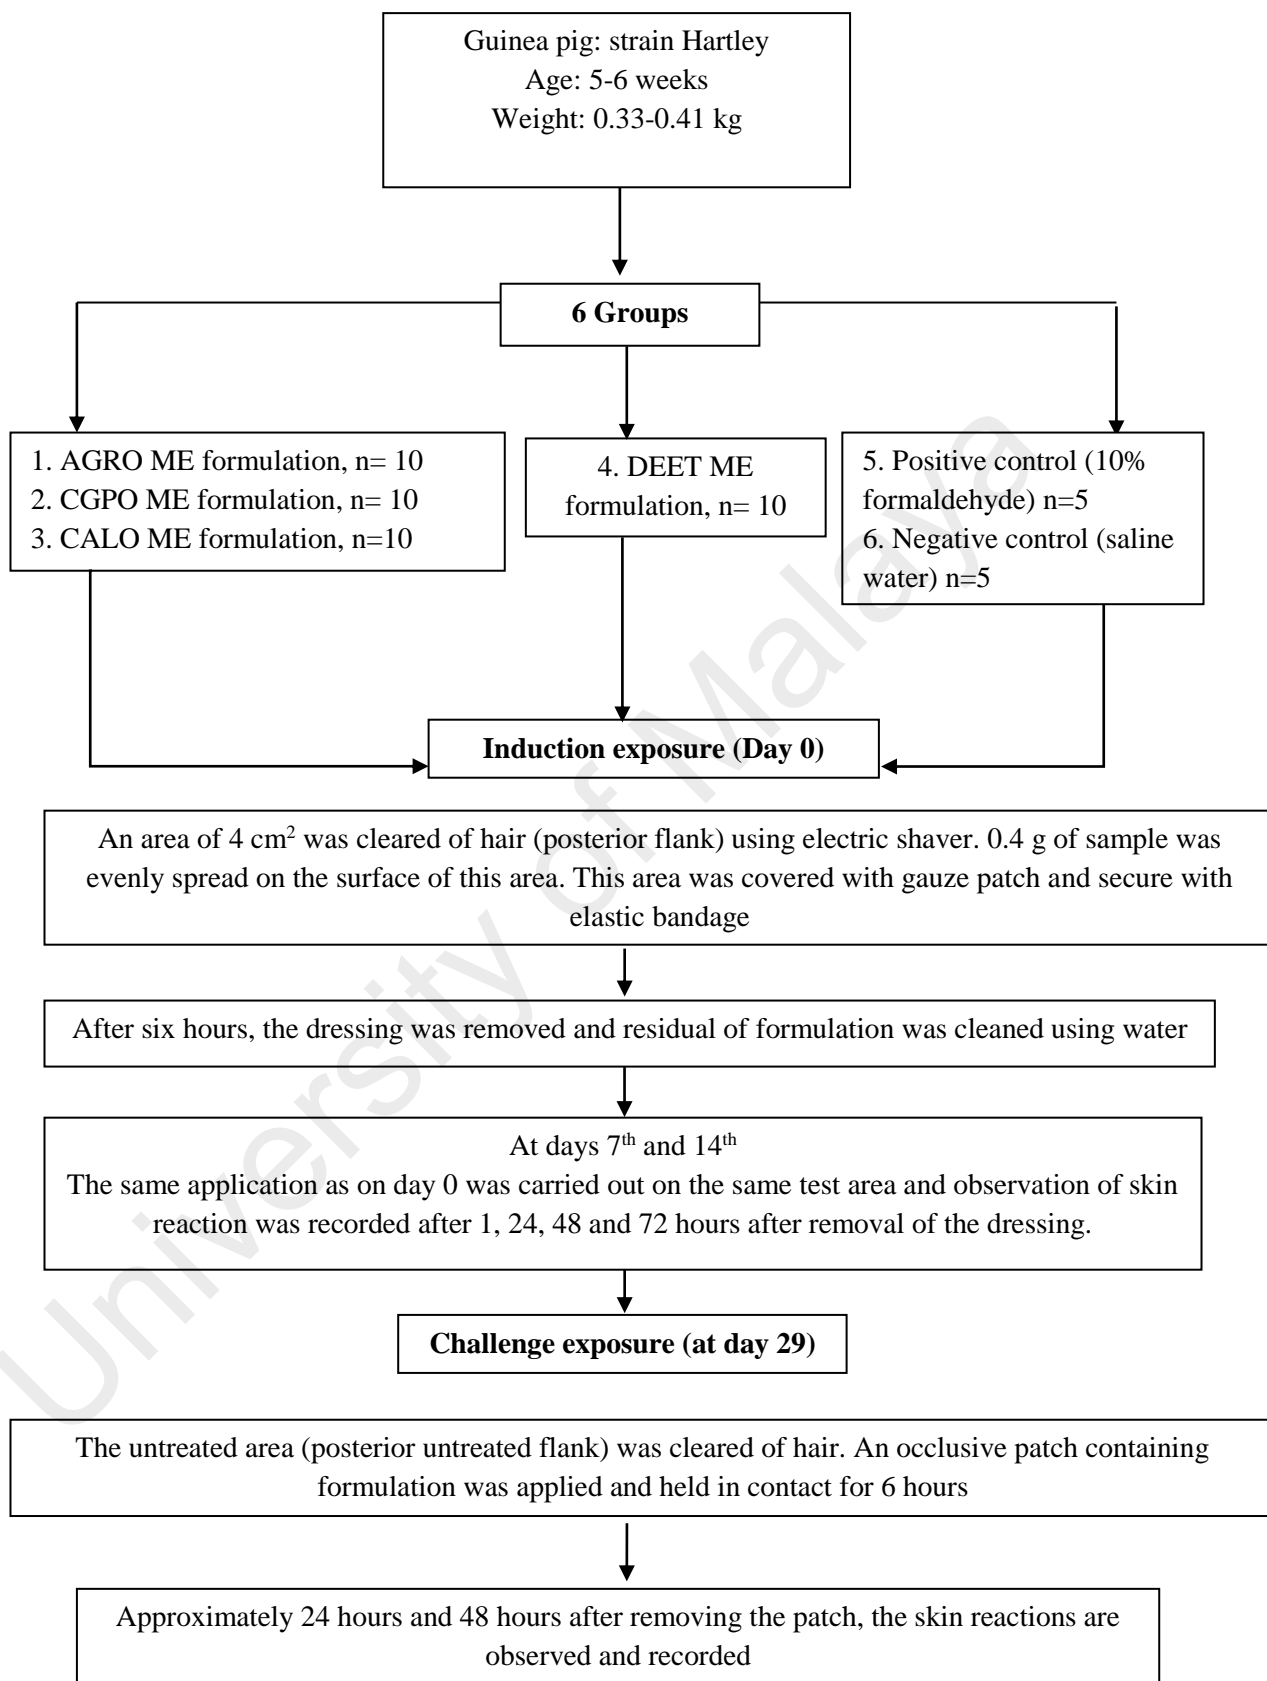 Guinea pig: strain Hartley
Age: 5-6 weeks
Weight: 0.33-0.41 kg
6 Groups
1. AGRO ME formulation, n= 10
2. CGPO ME formulation, n= 10
3. CALO ME formulation, n=10
4. DEET ME
formulation, n= 10
5. Positive control (10%
formaldehyde) n=5
6. Negative control (saline
water) n=5
Induction exposure (Day 0)
An area of 4 cm² was cleared of hair (posterior flank) using electric shaver. 0.4 g of sample was
evenly spread on the surface of this area. This area was covered with gauze patch and secure with
elastic bandage
After six hours, the dressing was removed and residual of formulation was cleaned using water
At days 7th and 14th
The same application as on day 0 was carried out on the same test area and observation of skin
reaction was recorded after 1, 24, 48 and 72 hours after removal of the dressing.
Challenge exposure (at day 29)
The untreated area (posterior untreated flank) was cleared of hair. An occlusive patch containing
formulation was applied and held in contact for 6 hours
Approximately 24 hours and 48 hours after removing the patch, the skin reactions are
observed and recorded
University of Malaya